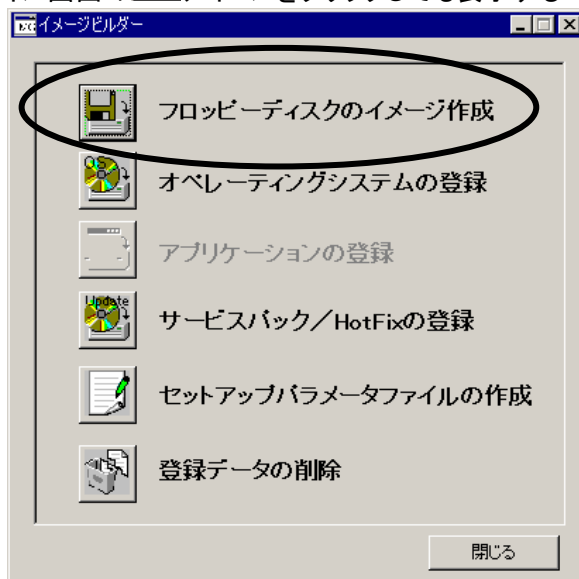 イメージビルダー
フロッピーディスクのイメージ作成
OS
オペレーティングシステムの登録
アプリケーションの登録
Update
サービスパック／HotFixの登録
セットアップパラメータファイルの作成
登録データの削除
閉じる